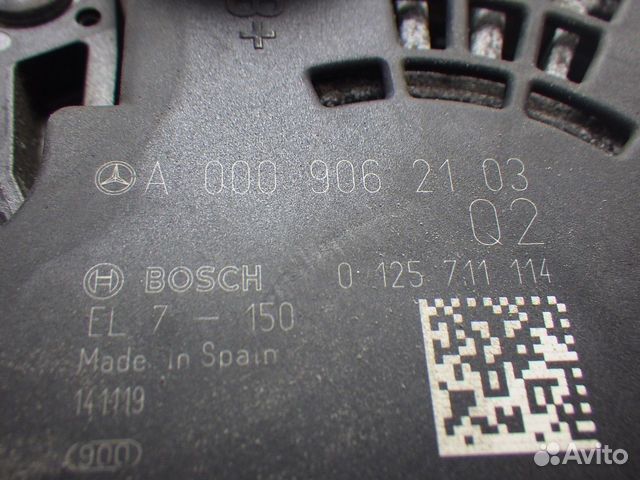 B+
A 000 906 21 03
Q2
BOSCH 0 125 711 114
EL 7 - 150
Made in Spain
141119
(900)
Avito